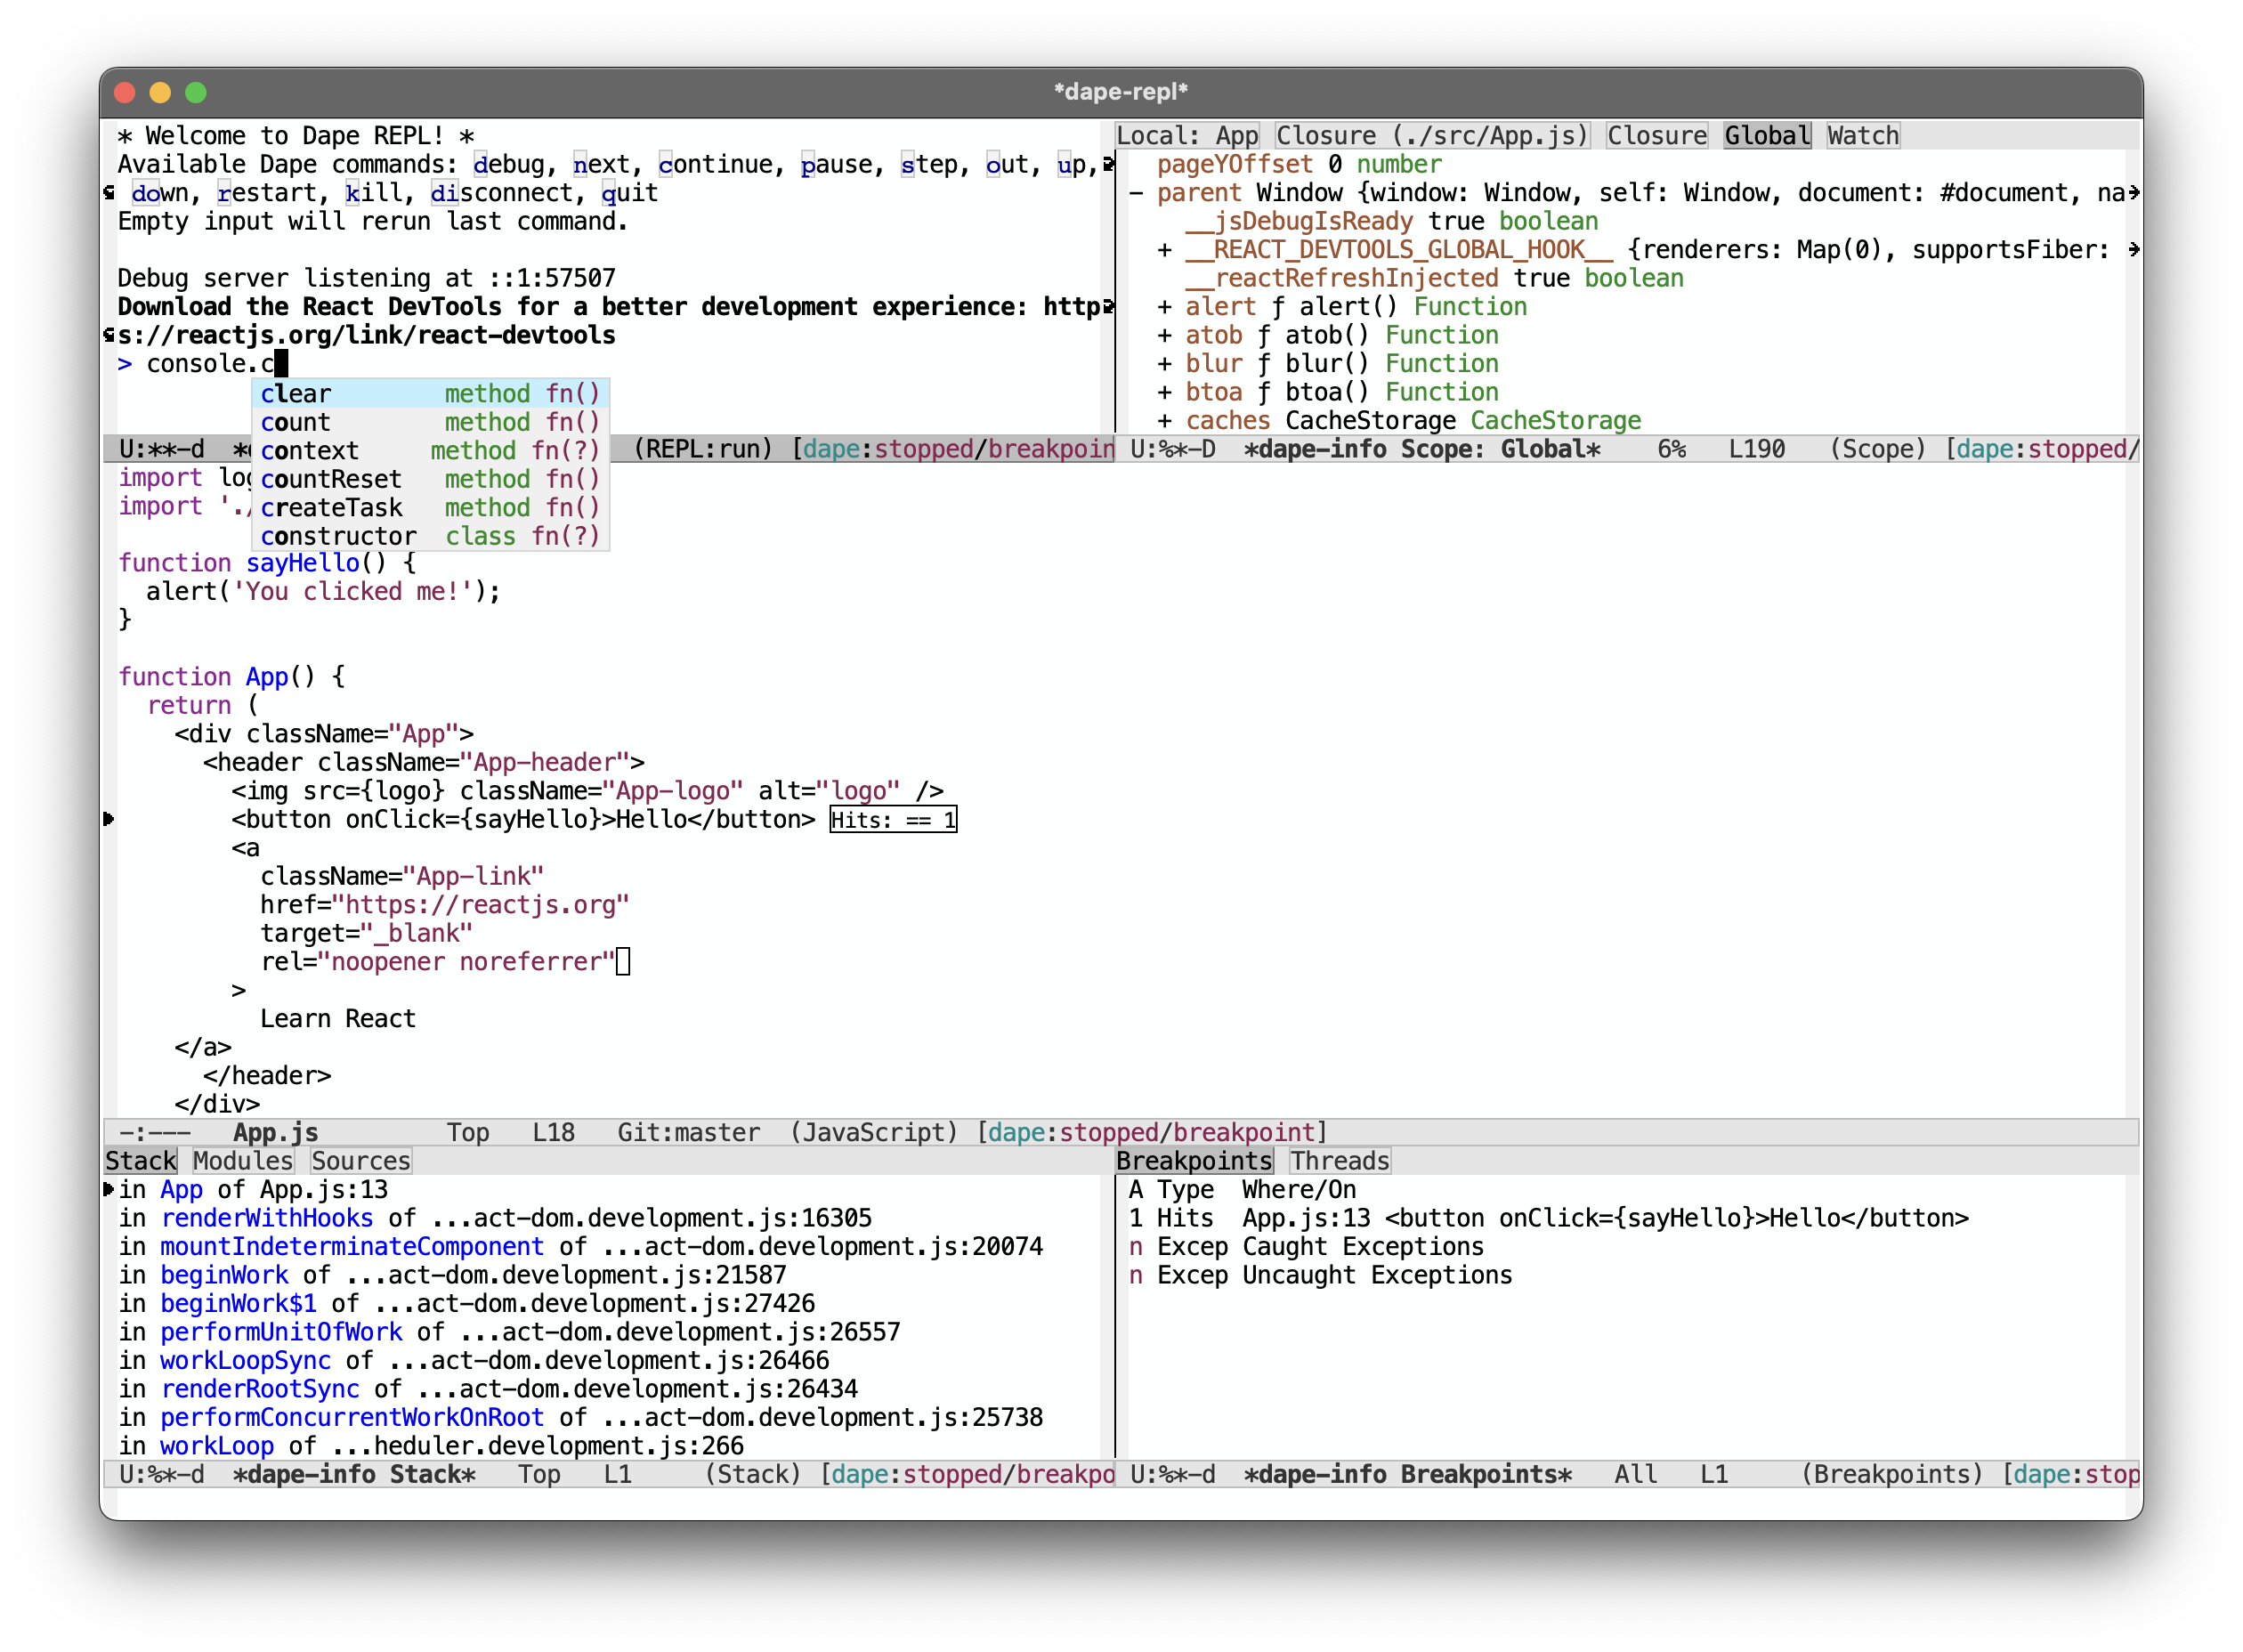 *dape-repl*
* Welcome to Dape REPL! *
Available Dape commands: debug, next, continue, pause, step, out, up,
down, restart, kill, disconnect, quit
Empty input will rerun last command.
Debug server listening at ::1:57507
Download the React DevTools for a better development experience: http
s://reactjs.org/link/react-devtools
> console.c
clear method fn()
count method fn()
context method fn(?)
countReset method fn()
createTask method fn()
constructor class fn(?)
U:**-d (REPL:run) [dape:stopped/breakpoin
Local: App Closure (./src/App.js) Closure Global Watch
pageYOffset 0 number
- parent Window {window: Window, self: Window, document: #document, na
__jsDebugIsReady true boolean
+ __REACT_DEVTOOLS_GLOBAL_HOOK__ {renderers: Map(0), supportsFiber:
__reactRefreshInjected true boolean
+ alert ƒ alert() Function
+ atob ƒ atob() Function
+ blur ƒ blur() Function
+ btoa ƒ btoa() Function
+ caches CacheStorage CacheStorage
U:%*-D *dape-info Scope: Global* 6% L190 (Scope) [dape:stopped/
import log
import './
function sayHello() {
alert('You clicked me!');
}
function App() {
return (
<div className="App">
<header className="App-header">
<img src={logo} className="App-logo" alt="logo" />
<button onClick={sayHello}>Hello</button> Hits: == 1
<a
className="App-link"
href="https://reactjs.org"
target="_blank"
rel="noopener noreferrer"
>
Learn React
</a>
</header>
</div>
-:--- App.js Top L18 Git:master (JavaScript) [dape:stopped/breakpoint]
Stack Modules Sources
in App of App.js:13
in renderWithHooks of ...act-dom.development.js:16305
in mountIndeterminateComponent of ...act-dom.development.js:20074
in beginWork of ...act-dom.development.js:21587
in beginWork$1 of ...act-dom.development.js:27426
in performUnitOfWork of ...act-dom.development.js:26557
in workLoopSync of ...act-dom.development.js:26466
in renderRootSync of ...act-dom.development.js:26434
in performConcurrentWorkOnRoot of ...act-dom.development.js:25738
in workLoop of ...heduler.development.js:266
U:%*-d *dape-info Stack* Top L1 (Stack) [dape:stopped/breakpo
Breakpoints Threads
A Type Where/On
1 Hits App.js:13 <button onClick={sayHello}>Hello</button>
n Excep Caught Exceptions
n Excep Uncaught Exceptions
U:%*-d *dape-info Breakpoints* All L1 (Breakpoints) [dape:stop